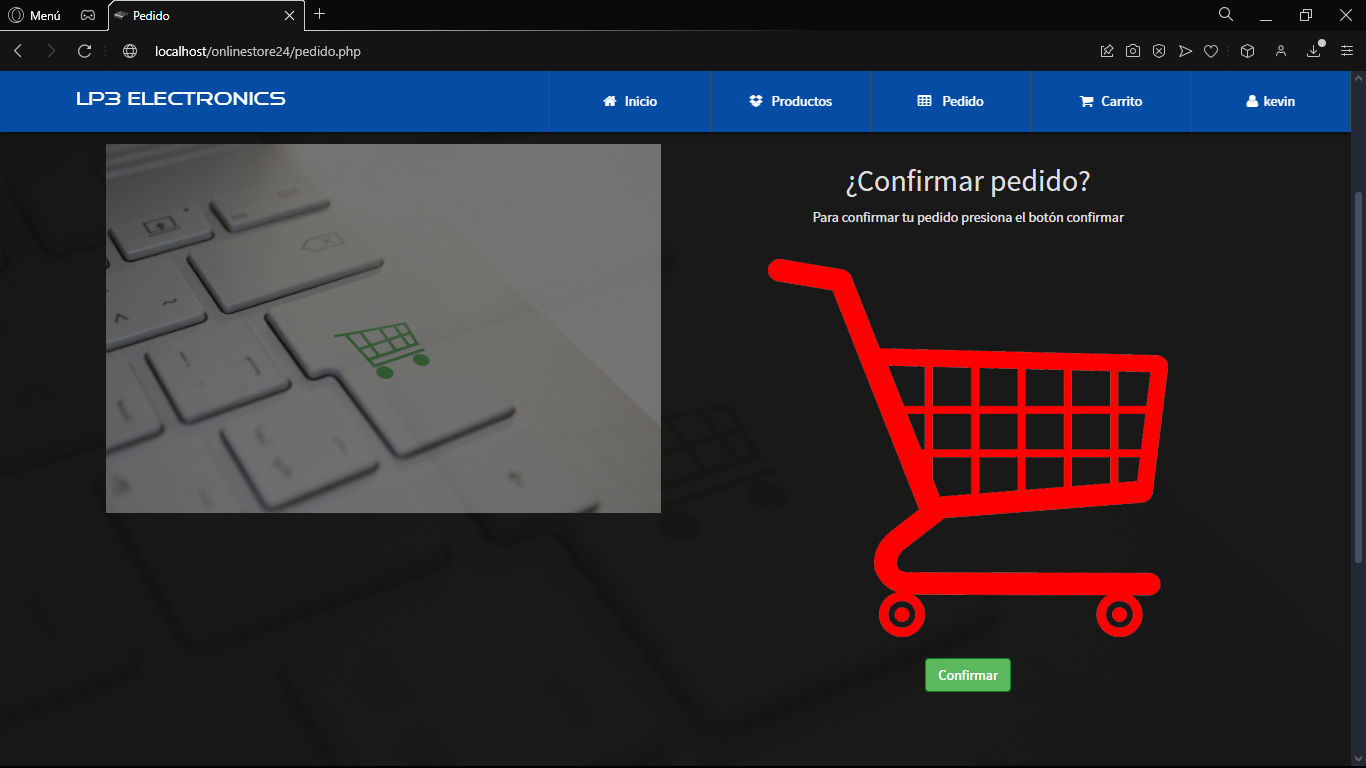 Menú
Pedido
localhost/onlinestore24/pedido.php
LP3 ELECTRONICS
Inicio
Productos
Pedido
Carrito
kevin
¿Confirmar pedido?
Para confirmar tu pedido presiona el botón confirmar
Confirmar